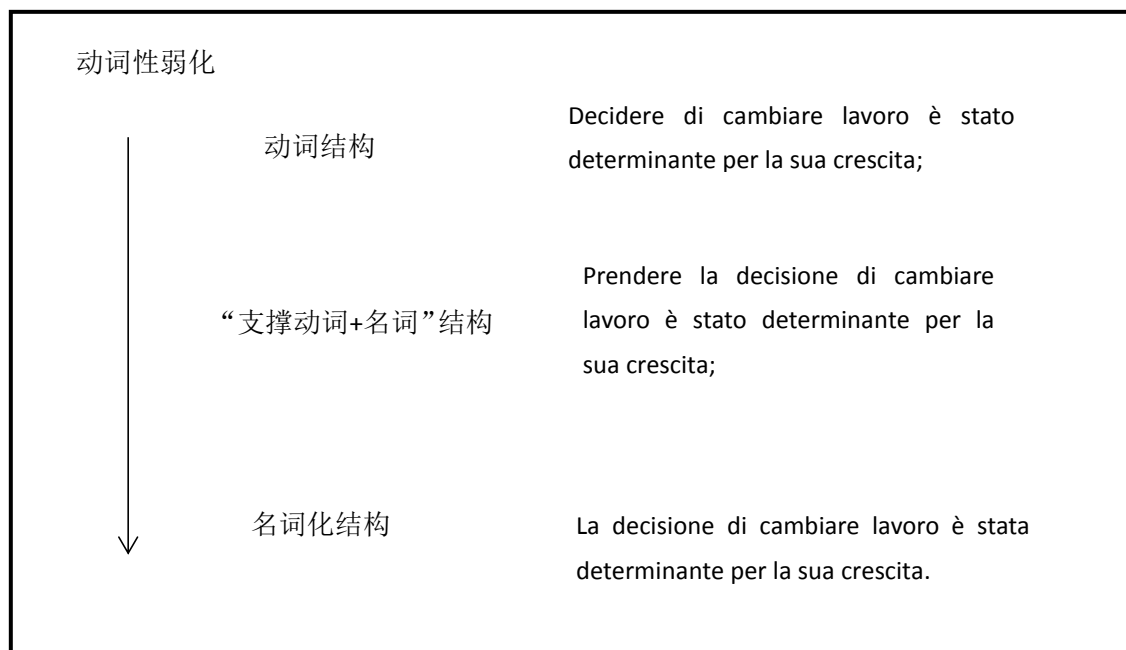 动词性弱化
动词结构
Decidere di cambiare lavoro è stato
determinante per la sua crescita;
“支撑动词+名词”结构
Prendere la decisione di cambiare
lavoro è stato determinante per la
sua crescita;
名词化结构
La decisione di cambiare lavoro è stata
determinante per la sua crescita.